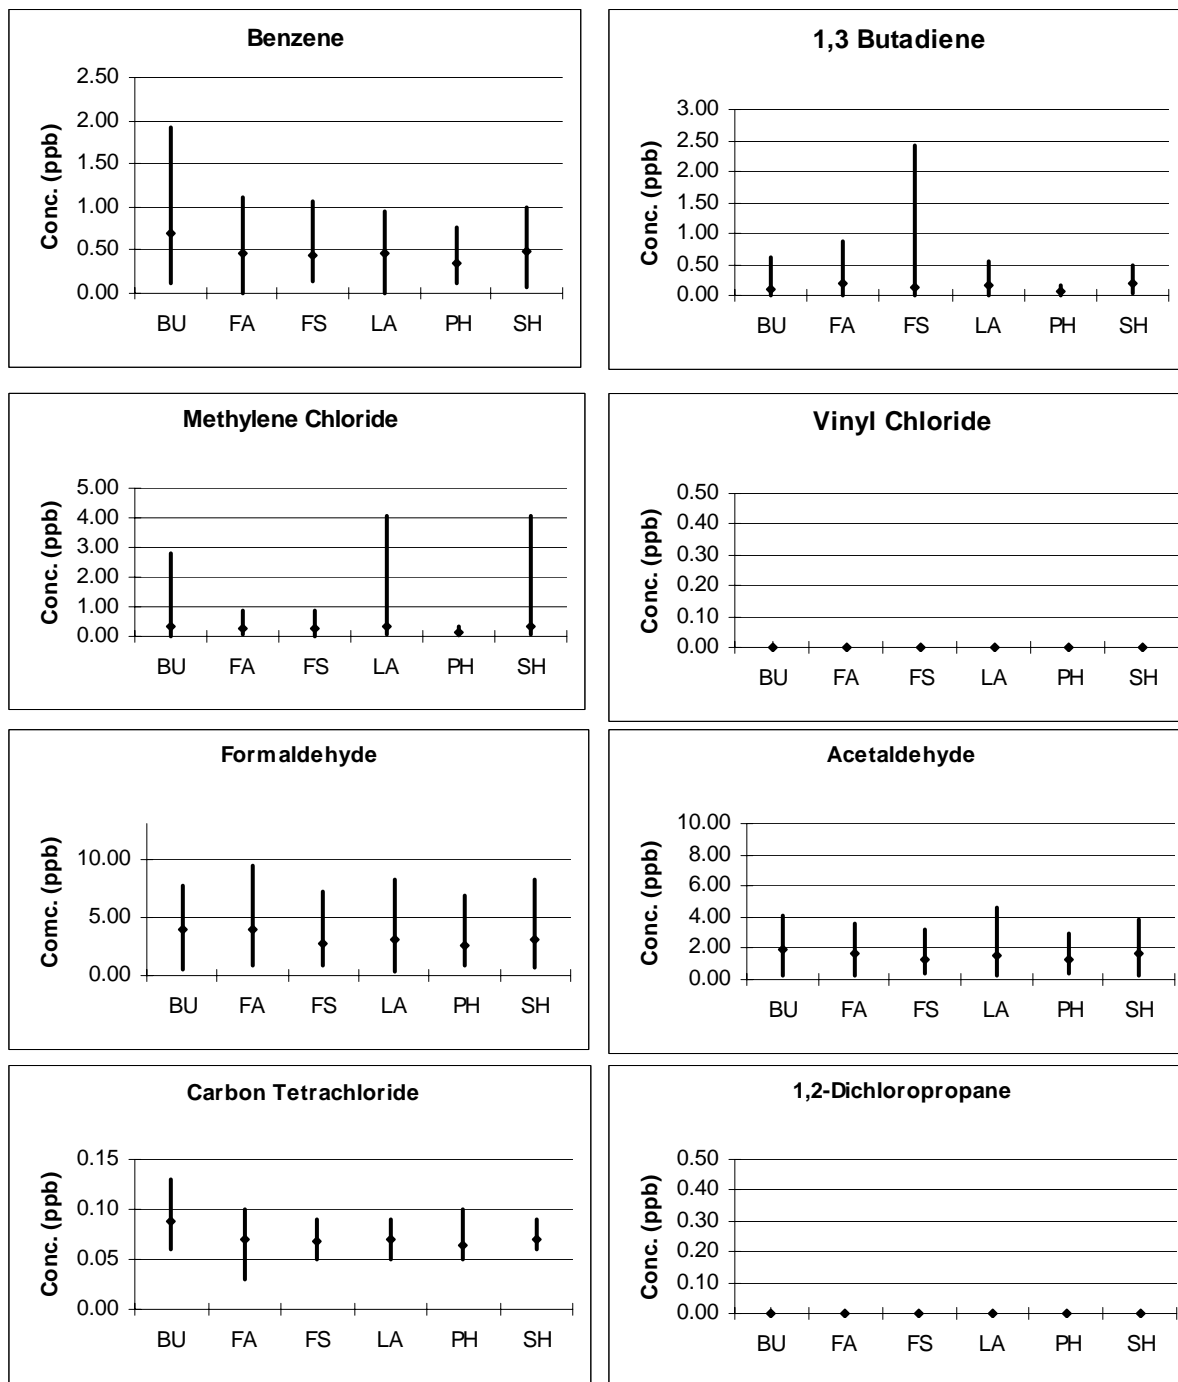 Benzene
Conc. (ppb)
2.50
2.00
1.50
1.00
0.50
0.00
BU FA FS LA PH SH
1,3 Butadiene
Conc. (ppb)
3.00
2.50
2.00
1.50
1.00
0.50
0.00
BU FA FS LA PH SH
Methylene Chloride
Conc. (ppb)
5.00
4.00
3.00
2.00
1.00
0.00
BU FA FS LA PH SH
Vinyl Chloride
Conc. (ppb)
0.50
0.40
0.30
0.20
0.10
0.00
BU FA FS LA PH SH
Formaldehyde
Comc. (ppb)
10.00
5.00
0.00
BU FA FS LA PH SH
Acetaldehyde
Conc. (ppb)
10.00
8.00
6.00
4.00
2.00
0.00
BU FA FS LA PH SH
Carbon Tetrachloride
Conc. (ppb)
0.15
0.10
0.05
0.00
BU FA FS LA PH SH
1,2-Dichloropropane
Conc. (ppb)
0.50
0.40
0.30
0.20
0.10
0.00
BU FA FS LA PH SH